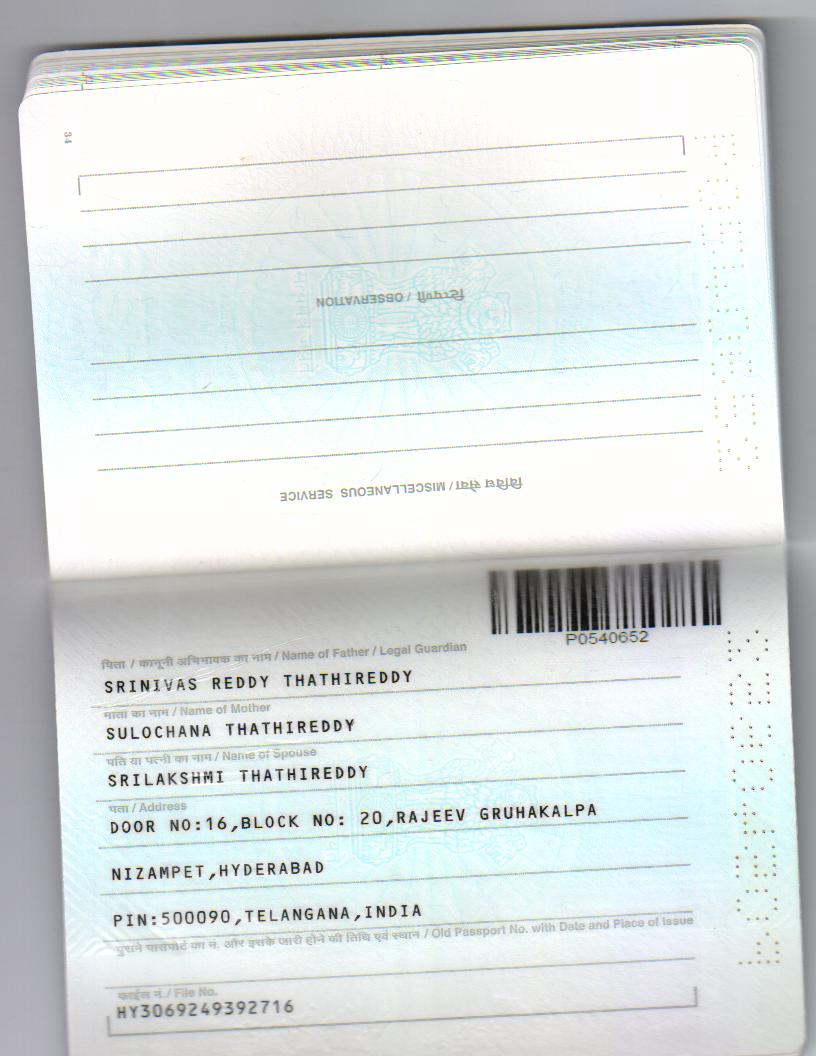 34
टिप्पणी / OBSERVATION
विविध सेवा / MISCELLANEOUS SERVICE
P0540652
पिता / कानूनी अभिभावक का नाम / Name of Father / Legal Guardian
SRINIVAS REDDY THATHIREDDY
माता का नाम / Name of Mother
SULOCHANA THATHIREDDY
पति या पत्नी का नाम / Name of Spouse
SRILAKSHMI THATHIREDDY
पता / Address
DOOR NO:16,BLOCK NO: 20,RAJEEV GRUHAKALPA
NIZAMPET,HYDERABAD
PIN:500090,TELANGANA,INDIA
पुराने पासपोर्ट का नं. और इसके जारी होने की तिथि एवं स्थान / Old Passport No. with Date and Place of Issue
फाईल नं. / File No.
HY3069249392716